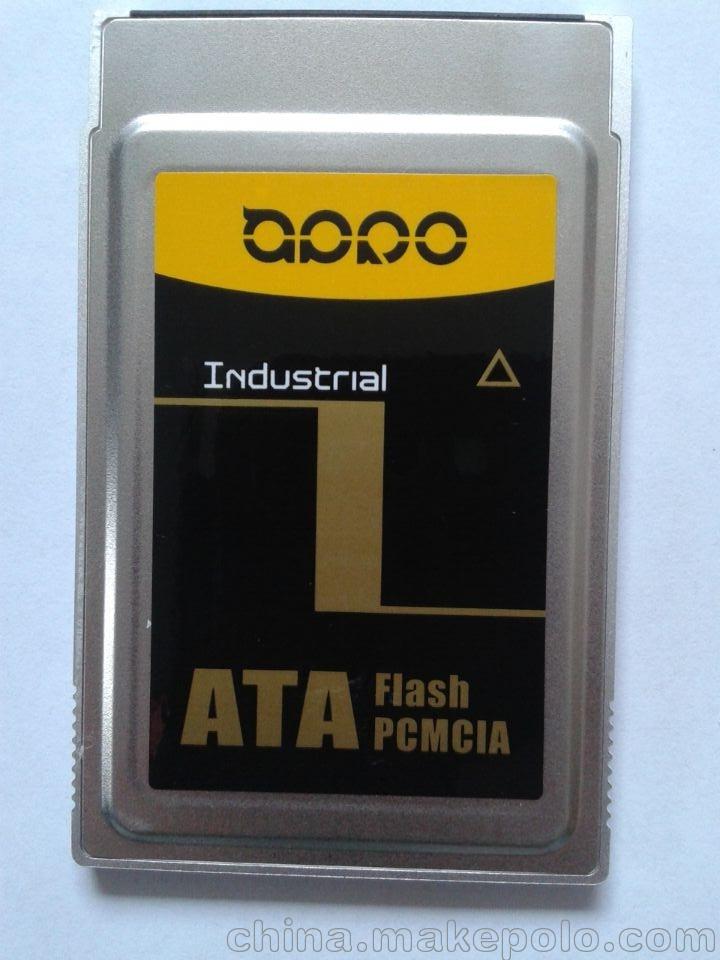 apro
Industrial
ATA Flash
PCMCIA
china.makepolo.com